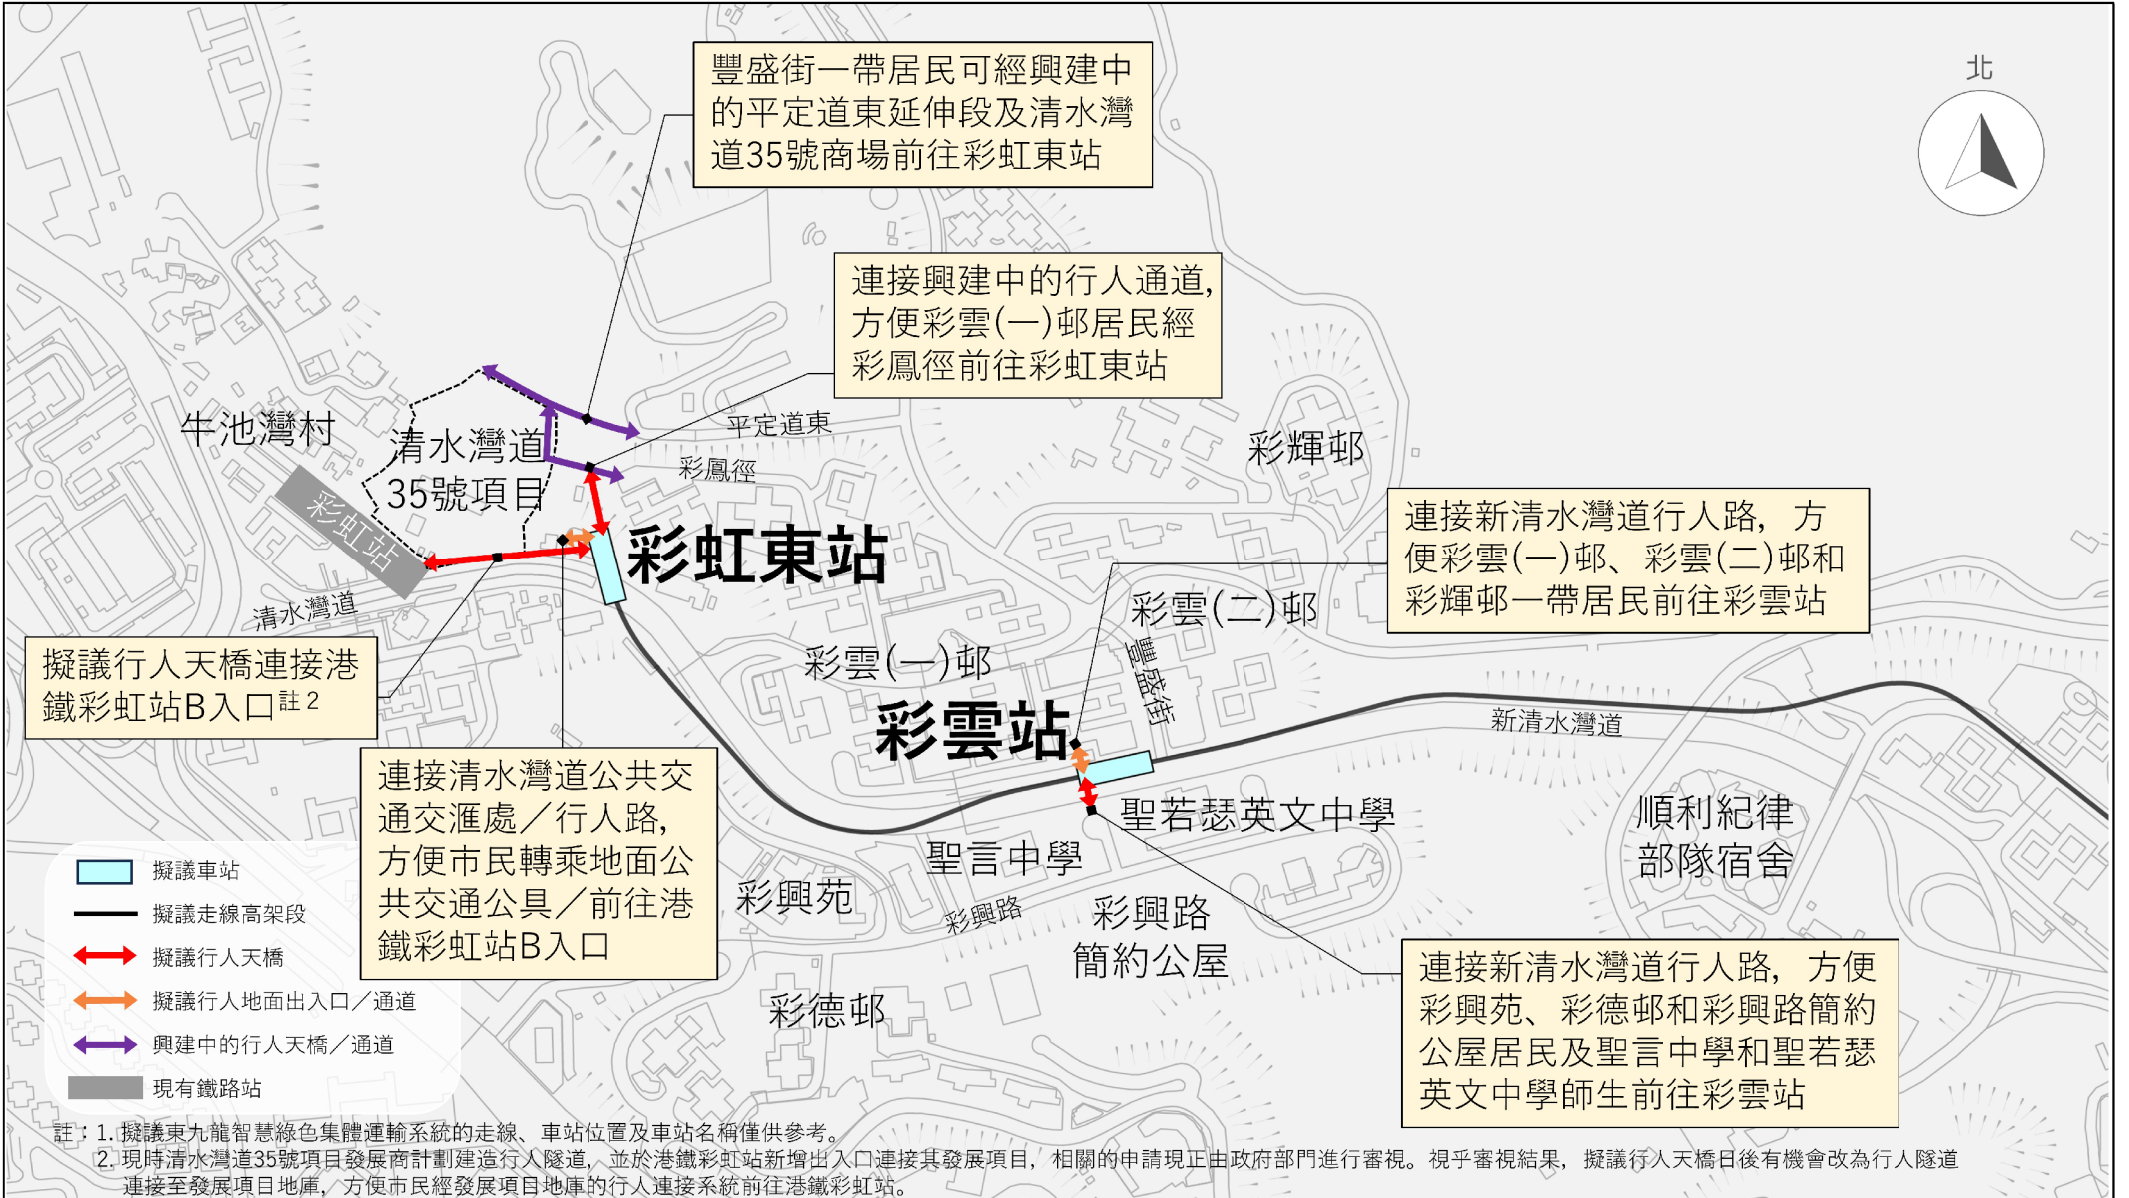 豐盛街一帶居民可經興建中
的平定道東延伸段及清水灣
道35號商場前往彩虹東站
北
連接興建中的行人通道,
方便彩雲(一)邨居民經
彩鳳徑前往彩虹東站
牛池灣村
清水灣道
35號項目
平定道東
彩鳳徑
彩輝邨
彩虹站
彩虹東站
清水灣道
連接新清水灣道行人路, 方
便彩雲(一)邨、彩雲(二)邨和
彩輝邨一帶居民前往彩雲站
彩雲(二)邨
豐盛街
彩雲(一)邨
擬議行人天橋連接港
鐵彩虹站B入口註2
彩雲站
新清水灣道
連接清水灣道公共交
通交滙處／行人路,
方便市民轉乘地面公
共交通公具／前往港
鐵彩虹站B入口
聖若瑟英文中學
聖言中學
順利紀律
部隊宿舍
彩興苑
彩興路
彩興路
簡約公屋
彩德邨
連接新清水灣道行人路, 方便
彩興苑、彩德邨和彩興路簡約
公屋居民及聖言中學和聖若瑟
英文中學師生前往彩雲站
擬議車站
擬議走線高架段
擬議行人天橋
擬議行人地面出入口／通道
興建中的行人天橋／通道
現有鐵路站
註：1. 擬議東九龍智慧綠色集體運輸系統的走線、車站位置及車站名稱僅供參考。
2. 現時清水灣道35號項目發展商計劃建造行人隧道, 並於港鐵彩虹站新增出入口連接其發展項目, 相關的申請現正由政府部門進行審視。視乎審視結果, 擬議行人天橋日後有機會改為行人隧道
連接至發展項目地庫, 方便市民經發展項目地庫的行人連接系統前往港鐵彩虹站。